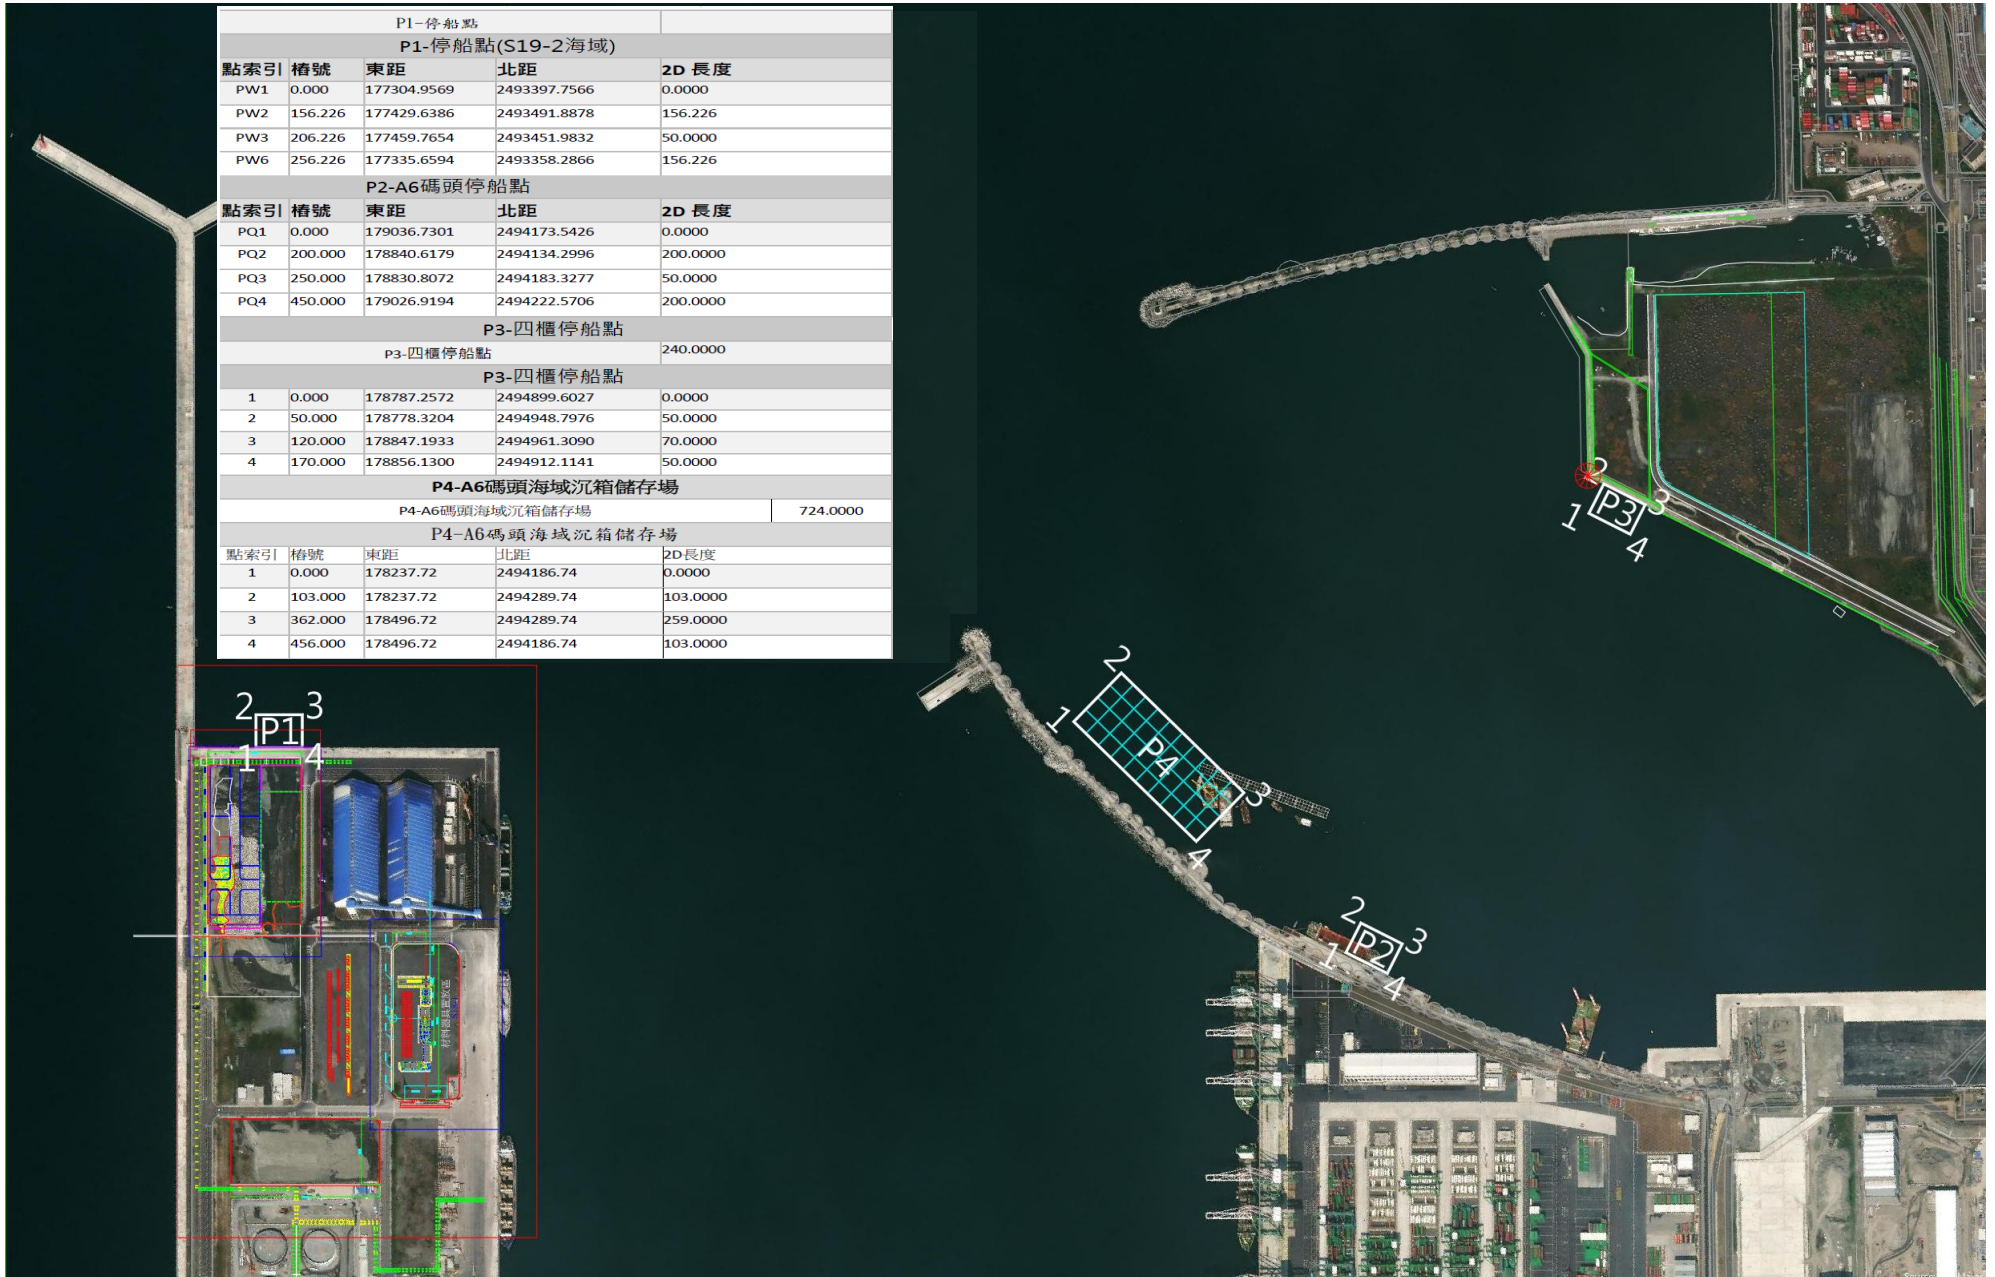 P1-停船點
P1-停船點(S19-2海域)
點索引 樁號 東距 北距 2D 長度
PW1 0.000 177304.9569 2493397.7566 0.0000
PW2 156.226 177429.6386 2493491.8878 156.226
PW3 206.226 177459.7654 2493451.9832 50.0000
PW6 256.226 177335.6594 2493358.2866 156.226
P2-A6碼頭停船點
點索引 樁號 東距 北距 2D 長度
PQ1 0.000 179036.7301 2494173.5426 0.0000
PQ2 200.000 178840.6179 2494134.2996 200.0000
PQ3 250.000 178830.8072 2494183.3277 50.0000
PQ4 450.000 179026.9194 2494222.5706 200.0000
P3-四櫃停船點
P3-四櫃停船點 240.0000
P3-四櫃停船點
1 0.000 178787.2572 2494899.6027 0.0000
2 50.000 178778.3204 2494948.7976 50.0000
3 120.000 178847.1933 2494961.3090 70.0000
4 170.000 178856.1300 2494912.1141 50.0000
P4-A6碼頭海域沉箱儲存場
P4-A6碼頭海域沉箱儲存場 724.0000
P4-A6碼頭海域沉箱儲存場
點索引 樁號 東距 北距 2D長度
1 0.000 178237.72 2494186.74 0.0000
2 103.000 178237.72 2494289.74 103.0000
3 362.000 178496.72 2494289.74 259.0000
4 456.000 178496.72 2494186.74 103.0000
2
P3
3
1
4
2
1
P4
3
4
2
3
P1
1
4
2
P2
3
1
4